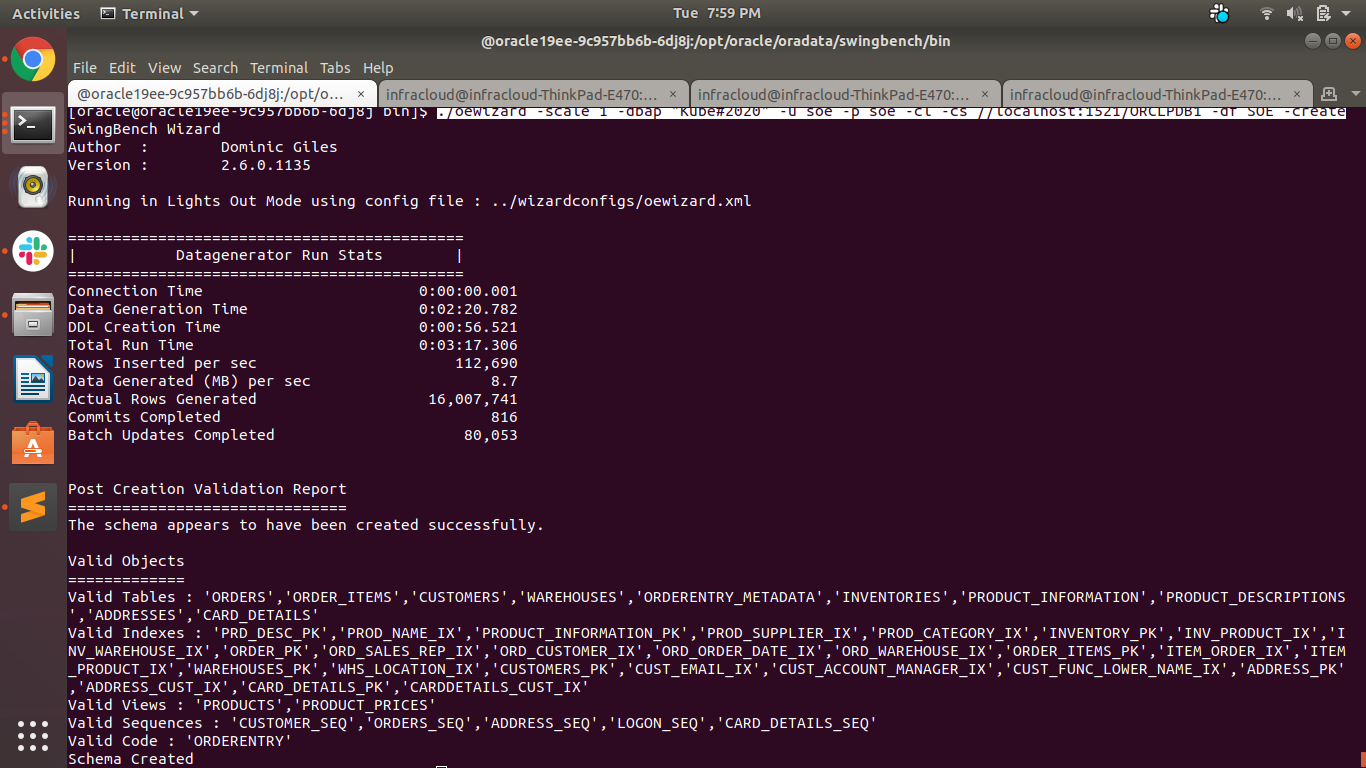 Activities Terminal Tue 7:59 PM
@oracle19ee-9c957bb6b-6dj8j:/opt/oracle/oradata/swingbench/bin
File Edit View Search Terminal Tabs Help
@oracle19ee-9c957bb6b-6dj8j:/opt/o... × infracloud@infracloud-ThinkPad-E470:... × infracloud@infracloud-ThinkPad-E470:... × infracloud@infracloud-ThinkPad-E470:... ×
[oracle@oracle19ee-9c957bb6b-6dj8j bin]$ ./oewizard -scale 1 -dbap "Kube#2020" -u soe -p soe -cl -cs //localhost:1521/ORCLPDB1 -df SOE -create
SwingBench Wizard
Author  :        Dominic Giles
Version :        2.6.0.1135
Running in Lights Out Mode using config file : ../wizardconfigs/oewizard.xml
============================================
|           Datagenerator Run Stats        |
============================================
Connection Time                        0:00:00.001
Data Generation Time                   0:02:20.782
DDL Creation Time                      0:00:56.521
Total Run Time                         0:03:17.306
Rows Inserted per sec                      112,690
Data Generated (MB) per sec                    8.7
Actual Rows Generated                   16,007,741
Commits Completed                              816
Batch Updates Completed                     80,053
Post Creation Validation Report
===============================
The schema appears to have been created successfully.
Valid Objects
=============
Valid Tables : 'ORDERS','ORDER_ITEMS','CUSTOMERS','WAREHOUSES','ORDERENTRY_METADATA','INVENTORIES','PRODUCT_INFORMATION','PRODUCT_DESCRIPTIONS
','ADDRESSES','CARD_DETAILS'
Valid Indexes : 'PRD_DESC_PK','PROD_NAME_IX','PRODUCT_INFORMATION_PK','PROD_SUPPLIER_IX','PROD_CATEGORY_IX','INVENTORY_PK','INV_PRODUCT_IX','I
NV_WAREHOUSE_IX','ORDER_PK','ORD_SALES_REP_IX','ORD_CUSTOMER_IX','ORD_ORDER_DATE_IX','ORD_WAREHOUSE_IX','ORDER_ITEMS_PK','ITEM_ORDER_IX','ITEM
_PRODUCT_IX','WAREHOUSES_PK','WHS_LOCATION_IX','CUSTOMERS_PK','CUST_EMAIL_IX','CUST_ACCOUNT_MANAGER_IX','CUST_FUNC_LOWER_NAME_IX','ADDRESS_PK'
,'ADDRESS_CUST_IX','CARD_DETAILS_PK','CARDDETAILS_CUST_IX'
Valid Views : 'PRODUCTS','PRODUCT_PRICES'
Valid Sequences : 'CUSTOMER_SEQ','ORDERS_SEQ','ADDRESS_SEQ','LOGON_SEQ','CARD_DETAILS_SEQ'
Valid Code : 'ORDERENTRY'
Schema Created